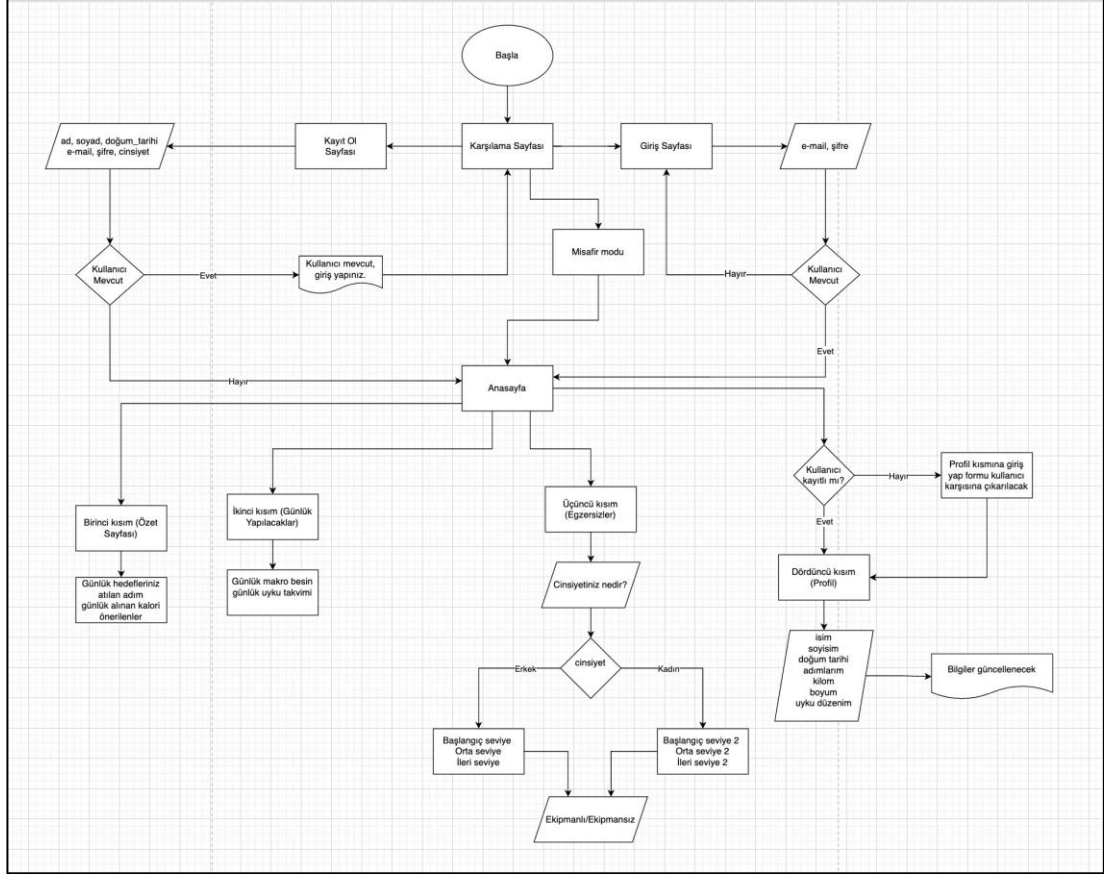 Başla
ad, soyad, doğum_tarihi
e-mail, şifre, cinsiyet
Kayıt Ol
Sayfası
Karşılama Sayfası
Giriş Sayfası
e-mail, şifre
Misafir modu
Kullanıcı
Mevcut
Evet
Kullanıcı mevcut,
giriş yapınız.
Hayır
Kullanıcı
Mevcut
Evet
Hayır
Anasayfa
Kullanıcı
kayıtlı mı?
Hayır
Profil kısmına giriş
yap formu kullanıcı
karşısına çıkarılacak
Evet
Birinci kısım (Özet
Sayfası)
İkinci kısım (Günlük
Yapılacaklar)
Üçüncü kısım
(Egzersizler)
Dördüncü kısım
(Profil)
Günlük hedefleriniz
atılan adım
günlük alınan kalori
önerilenler
Günlük makro besin
günlük uyku takvimi
Cinsiyetiniz nedir?
isim
soyisim
doğum tarihi
adımlarım
kilom
boyum
uyku düzenim
Bilgiler güncellenecek
Erkek
cinsiyet
Kadın
Başlangıç seviye
Orta seviye
İleri seviye
Başlangıç seviye 2
Orta seviye 2
İleri seviye 2
Ekipmanlı/Ekipmansız